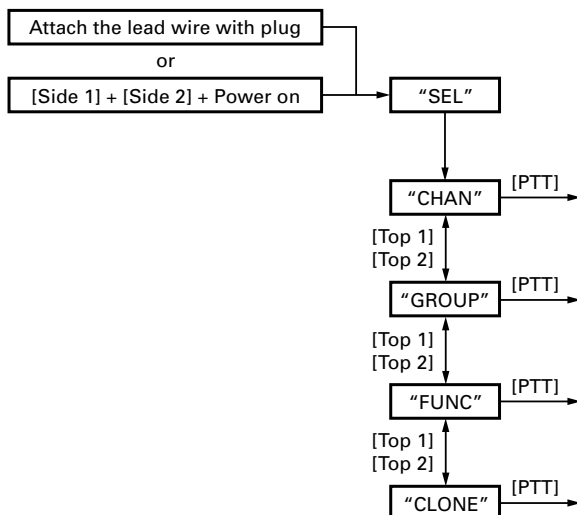 Attach the lead wire with plug
or
[Side 1] + [Side 2] + Power on
“SEL”
“CHAN”
[PTT]
[Top 1]
[Top 2]
“GROUP”
[PTT]
[Top 1]
[Top 2]
“FUNC”
[PTT]
[Top 1]
[Top 2]
“CLONE”
[PTT]